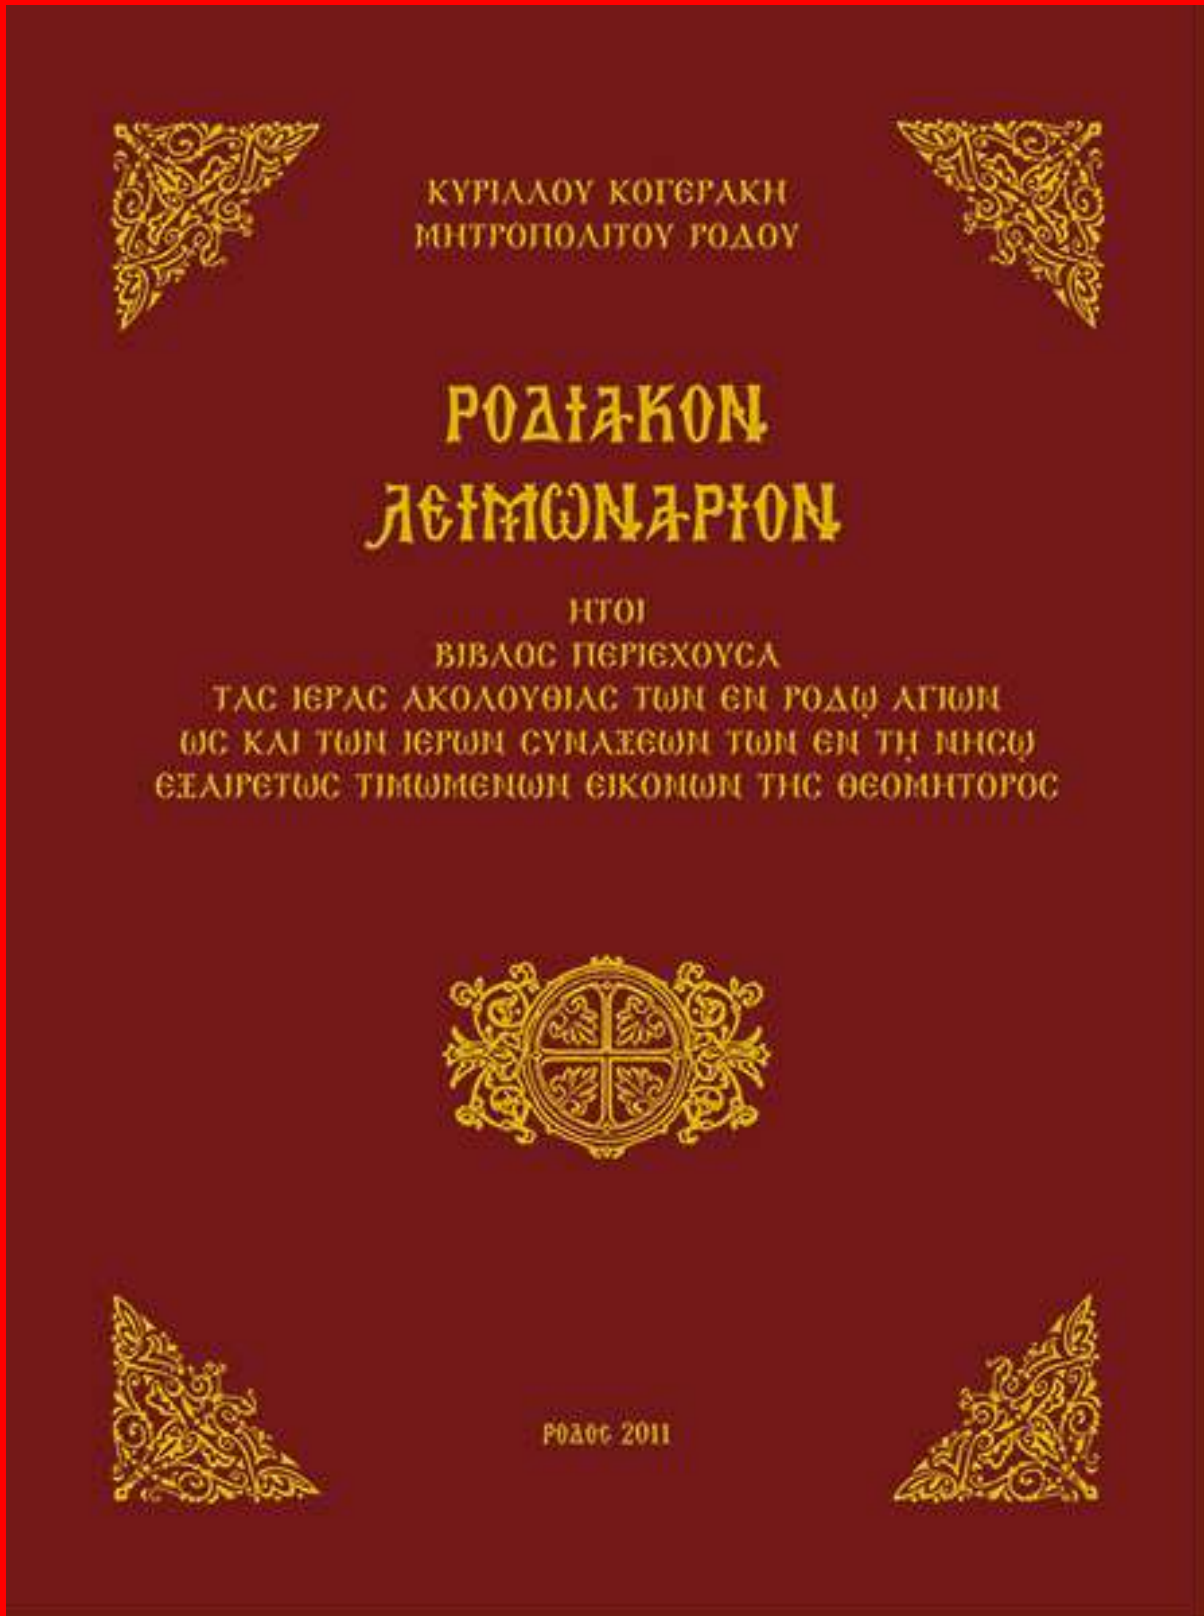 ΚΥΡΙΛΛΟΥ ΚΟΓΕΡΑΚΗ
ΜΗΤΡΟΠΟΛΙΤΟΥ ΡΟΔΟΥ
ΡΟΔΙΑΚΟΝ
ΛΕΙΜΩΝΑΡΙΟΝ
ΗΤΟΙ
ΒΙΒΛΟϹ ΠΕΡΙΕΧΟΥϹΑ
ΤΑϹ ΙΕΡΑϹ ΑΚΟΛΟΥΘΙΑϹ ΤΩΝ ΕΝ ΡΟΔῼ ΑΓΙΩΝ
ΩϹ ΚΑΙ ΤΩΝ ΙΕΡΩΝ ϹΥΝΑΞΕΩΝ ΤΩΝ ΕΝ Τῌ ΝΗϹῼ
ΕΞΑΙΡΕΤΩϹ ΤΙΜΩΜΕΝΩΝ ΕΙΚΟΝΩΝ ΤΗϹ ΘΕΟΜΗΤΟΡΟϹ
ΡΟΔΟϹ 2011